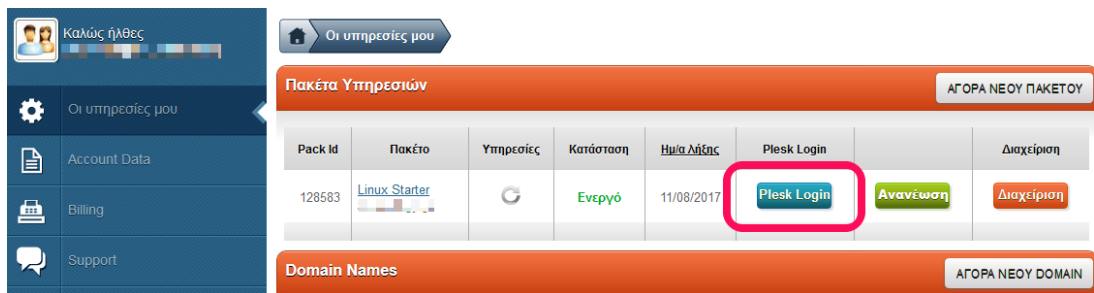 Καλώς ήλθες
Οι υπηρεσίες μου
Account Data
Billing
Support
Οι υπηρεσίες μου
Πακέτα Υπηρεσιών
ΑΓΟΡΑ ΝΕΟΥ ΠΑΚΕΤΟΥ
Pack Id Πακέτο Υπηρεσίες Κατάσταση Ημ/α Λήξης Plesk Login Διαχείριση
128583 Linux Starter Ενεργό 11/08/2017 Plesk Login Ανανέωση Διαχείριση
Domain Names
ΑΓΟΡΑ ΝΕΟΥ DOMAIN